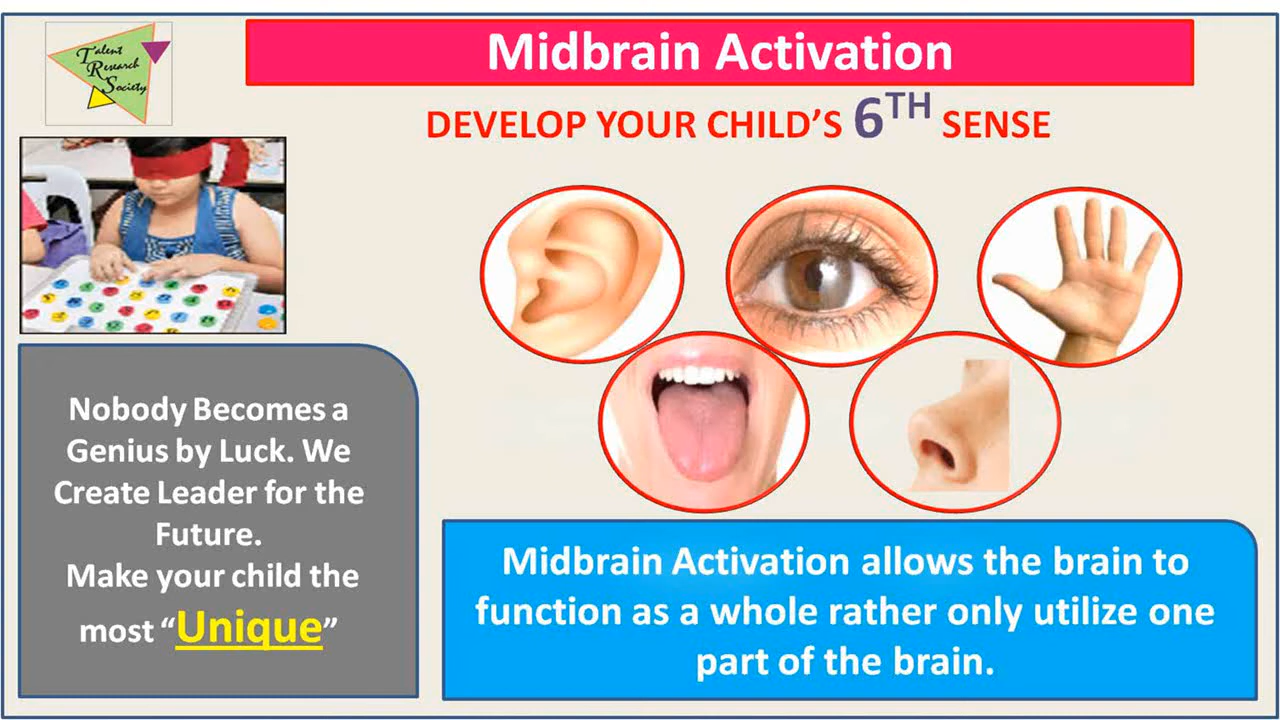 Talent
Research
Society
Midbrain Activation
DEVELOP YOUR CHILD'S 6TH SENSE
Nobody Becomes a
Genius by Luck. We
Create Leader for the
Future.
Make your child the
most “Unique”
Midbrain Activation allows the brain to
function as a whole rather only utilize one
part of the brain.